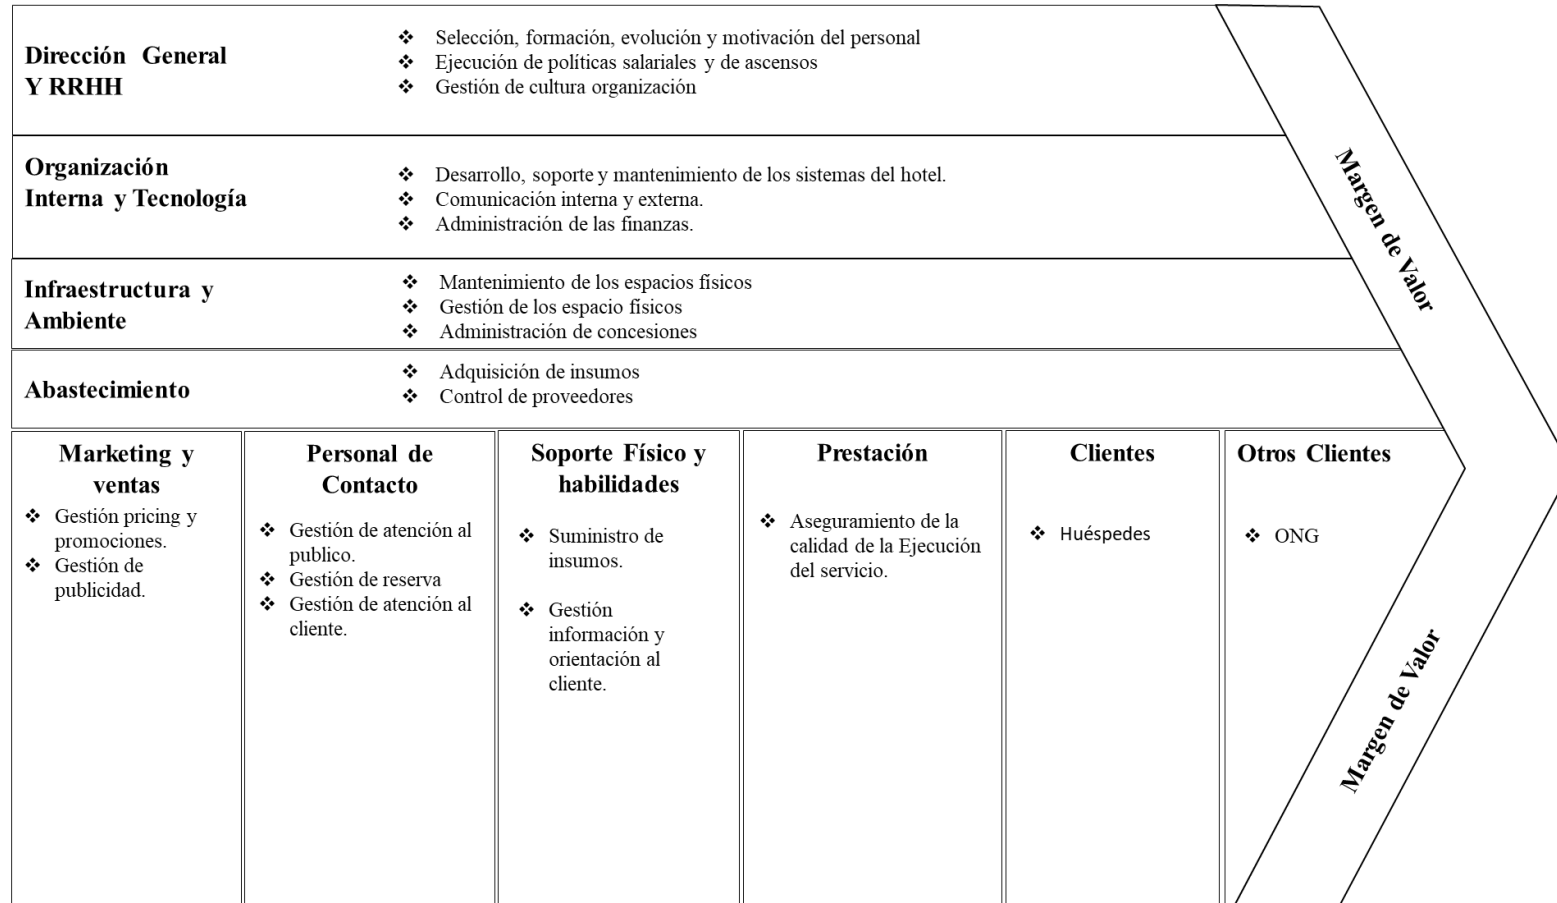 Dirección General
Y RRHH
❖ Selección, formación, evolución y motivación del personal
❖ Ejecución de políticas salariales y de ascensos
❖ Gestión de cultura organización
Organización
Interna y Tecnología
❖ Desarrollo, soporte y mantenimiento de los sistemas del hotel.
❖ Comunicación interna y externa.
❖ Administración de las finanzas.
Infraestructura y
Ambiente
❖ Mantenimiento de los espacios físicos
❖ Gestión de los espacio físicos
❖ Administración de concesiones
Abastecimiento
❖ Adquisición de insumos
❖ Control de proveedores
Margen de Valor
Marketing y
ventas
❖ Gestión pricing y
promociones.
❖ Gestión de
publicidad.
Personal de
Contacto
❖ Gestión de atención al
publico.
❖ Gestión de reserva
❖ Gestión de atención al
cliente.
Soporte Físico y
habilidades
❖ Suministro de
insumos.
❖ Gestión
información y
orientación al
cliente.
Prestación
❖ Aseguramiento de la
calidad de la Ejecución
del servicio.
Clientes
❖ Huéspedes
Otros Clientes
❖ ONG
Margen de Valor